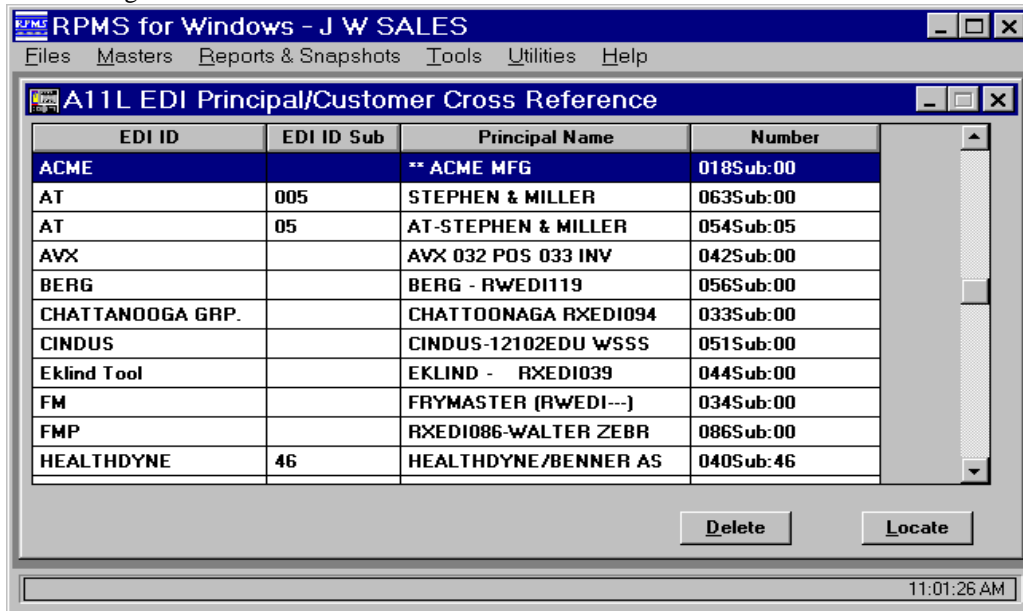 RPMS for Windows - J W SALES
Files Masters Reports & Snapshots Tools Utilities Help
A11L EDI Principal/Customer Cross Reference
EDI ID EDI ID Sub Principal Name Number
ACME ** ACME MFG 018Sub:00
AT 005 STEPHEN & MILLER 063Sub:00
AT 05 AT-STEPHEN & MILLER 054Sub:05
AVX AVX 032 POS 033 INV 042Sub:00
BERG BERG - RWEDI119 056Sub:00
CHATTANOOGA GRP. CHATTOONAGA RXEDI094 033Sub:00
CINDUS CINDUS-12102EDU WSSS 051Sub:00
Eklind Tool EKLIND - RXEDI039 044Sub:00
FM FRYMASTER (RWEDI---) 034Sub:00
FMP RXEDI086-WALTER ZEBR 086Sub:00
HEALTHDYNE 46 HEALTHDYNE/BENNER AS 040Sub:46
Delete Locate
11:01:26 AM